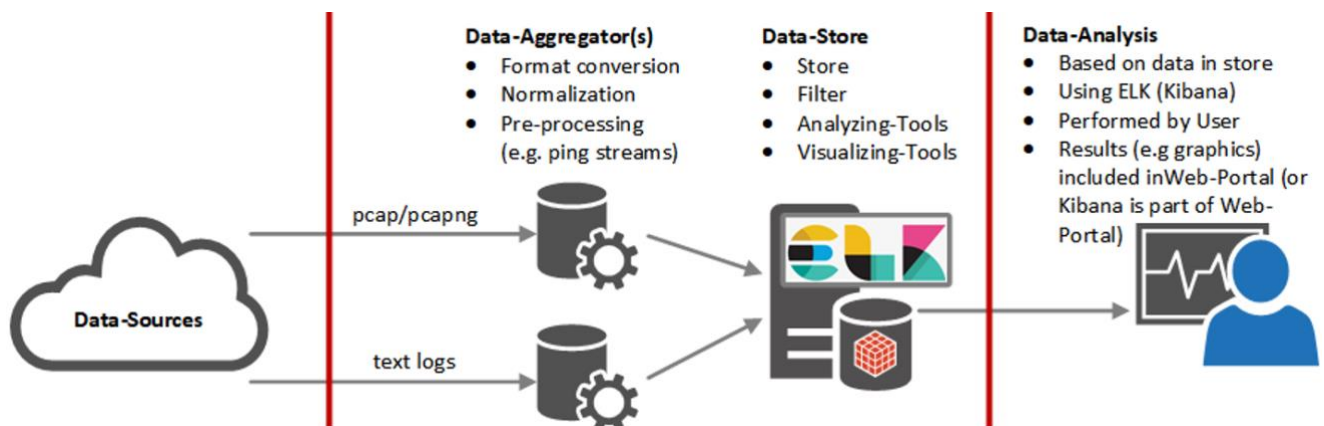 Data-Aggregator(s)
• Format conversion
• Normalization
• Pre-processing
(e.g. ping streams)
Data-Store
• Store
• Filter
• Analyzing-Tools
• Visualizing-Tools
Data-Analysis
• Based on data in store
• Using ELK (Kibana)
• Performed by User
• Results (e.g graphics)
included inWeb-Portal (or
Kibana is part of Web-
Portal)
pcap/pcapng
Data-Sources
text logs
elk